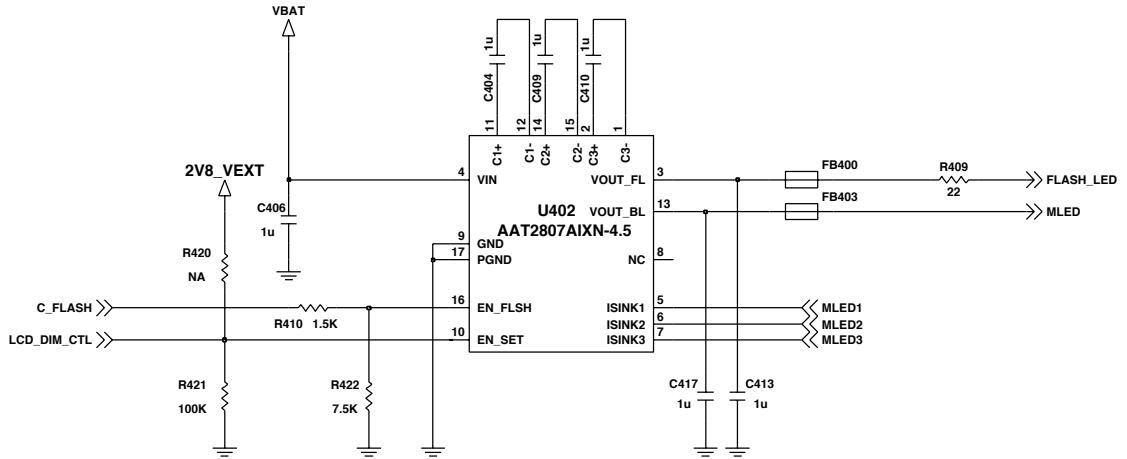 VBAT
1u
C404
1u
C409
1u
C410
11
12
14
15
2
1
C1+
C1-
C2+
C2-
C3+
C3-
2V8_VEXT
4
VIN
VOUT_FL
3
FB400
R409
22
FLASH_LED
C406
1u
U402
AAT2807AIXN-4.5
VOUT_BL
13
FB403
MLED
R420
NA
9
GND
17
PGND
NC
8
C_FLASH
R410 1.5K
16
EN_FLSH
ISINK1
5
MLED1
ISINK2
6
MLED2
LCD_DIM_CTL
10
EN_SET
ISINK3
7
MLED3
R421
100K
R422
7.5K
C417
1u
C413
1u